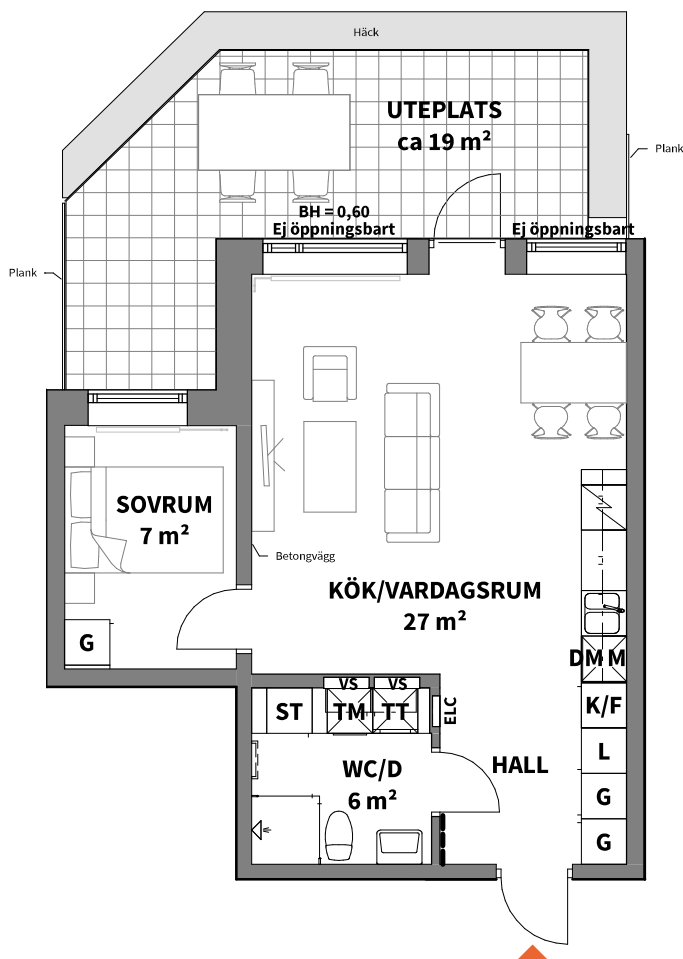 Häck
UTEPLATS
ca 19 m²
Plank
BH = 0,60
Ej öppningsbart
Ej öppningsbart
Plank
SOVRUM
7 m²
Betongvägg
KÖK/VARDAGSRUM
27 m²
G
DM M
VS
VS
ST
TM
TT
ELC
K/F
HALL
L
WC/D
6 m²
G
G